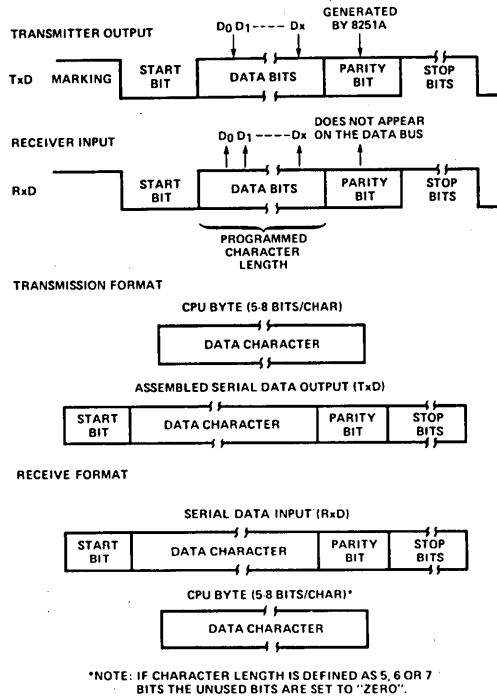 TRANSMITTER OUTPUT
D0 D1 ---- Dx
GENERATED
BY 8251A
TxD MARKING
START
BIT
DATA BITS
PARITY
BIT
STOP
BITS
RECEIVER INPUT
D0 D1 ---- Dx
DOES NOT APPEAR
ON THE DATA BUS
RxD
START
BIT
DATA BITS
PARITY
BIT
STOP
BITS
PROGRAMMED
CHARACTER
LENGTH
TRANSMISSION FORMAT
CPU BYTE (5-8 BITS/CHAR)
DATA CHARACTER
ASSEMBLED SERIAL DATA OUTPUT (TxD)
START
BIT
DATA CHARACTER
PARITY
BIT
STOP
BITS
RECEIVE FORMAT
SERIAL DATA INPUT (RxD)
START
BIT
DATA CHARACTER
PARITY
BIT
STOP
BITS
CPU BYTE (5-8 BITS/CHAR)*
DATA CHARACTER
*NOTE: IF CHARACTER LENGTH IS DEFINED AS 5, 6 OR 7
BITS THE UNUSED BITS ARE SET TO "ZERO".